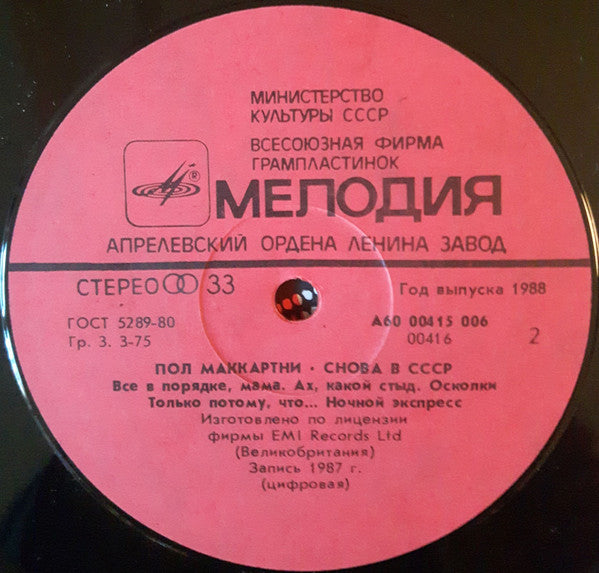 МИНИСТЕРСТВО
КУЛЬТУРЫ СССР
ВСЕСОЮЗНАЯ ФИРМА
ГРАМПЛАСТИНОК
®
МЕЛОДИЯ
АПРЕЛЕВСКИЙ ОРДЕНА ЛЕНИНА ЗАВОД
СТЕРЕО 33
Год выпуска 1988
ГОСТ 5289-80
Гр. 3. 3-75
А60 00415 006
00416
2
ПОЛ МАККАРТНИ · СНОВА В СССР
Все в порядке, мама. Ах, какой стыд. Осколки
Только потому, что... Ночной экспресс
Изготовлено по лицензии
фирмы EMI Records Ltd
(Великобритания)
Запись 1987 г.
(цифровая)